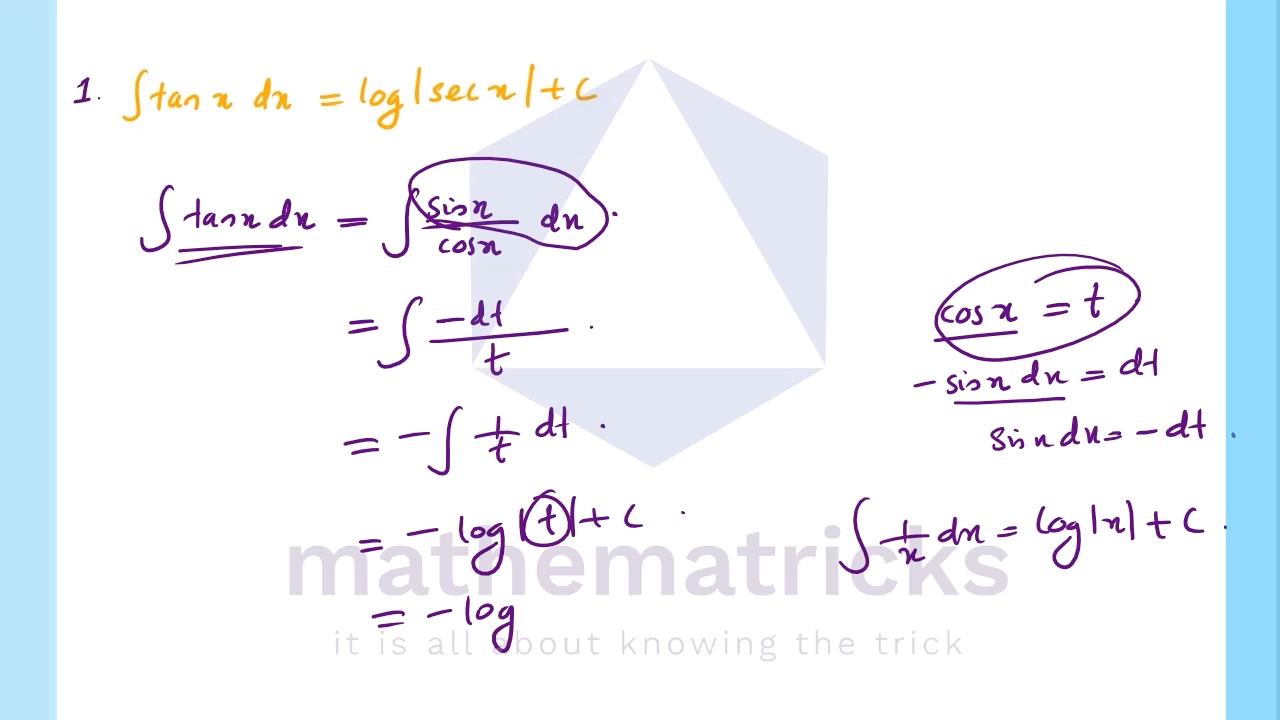 1. ∫ tan x dx = log |sec x| + c
∫ tan x dx = ∫ sin x / cos x dx
= ∫ -dt / t
= - ∫ 1/t dt
= - log |t| + c
= - log
cos x = t
- sin x dx = dt
sin x dx = - dt
∫ 1/x dx = log |x| + c
mathematricks
it is all about knowing the trick